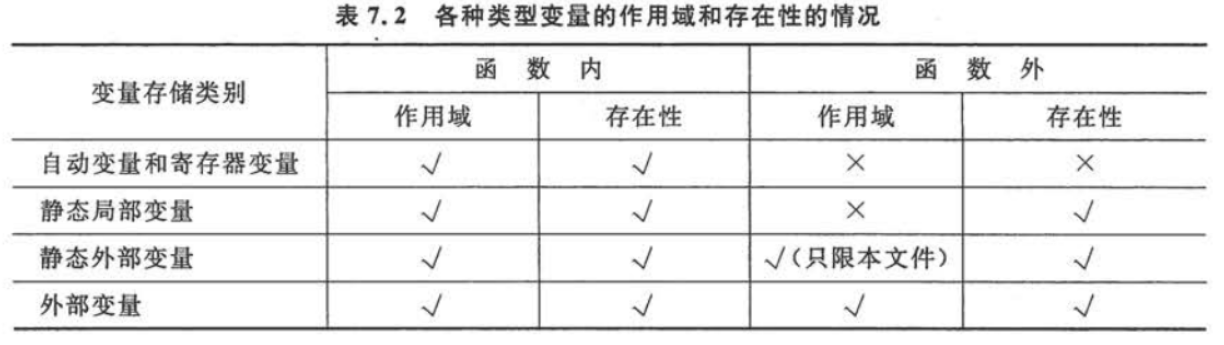 表 7.2 各种类型变量的作用域和存在性的情况
变量存储类别 函数内 函数外
作用域 存在性 作用域 存在性
自动变量和寄存器变量 √ √ × ×
静态局部变量 √ √ × √
静态外部变量 √ √ √(只限本文件) √
外部变量 √ √ √ √